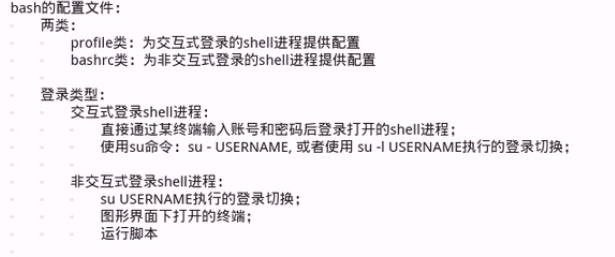 bash的配置文件：
两类：
profile类：为交互式登录的shell进程提供配置
bashrc类：为非交互式登录的shell进程提供配置
登录类型：
交互式登录shell进程：
直接通过某终端输入账号和密码后登录打开的shell进程；
使用su命令：su - USERNAME, 或者使用 su -l USERNAME执行的登录切换；
非交互式登录shell进程：
su USERNAME执行的登录切换；
图形界面下打开的终端；
运行脚本